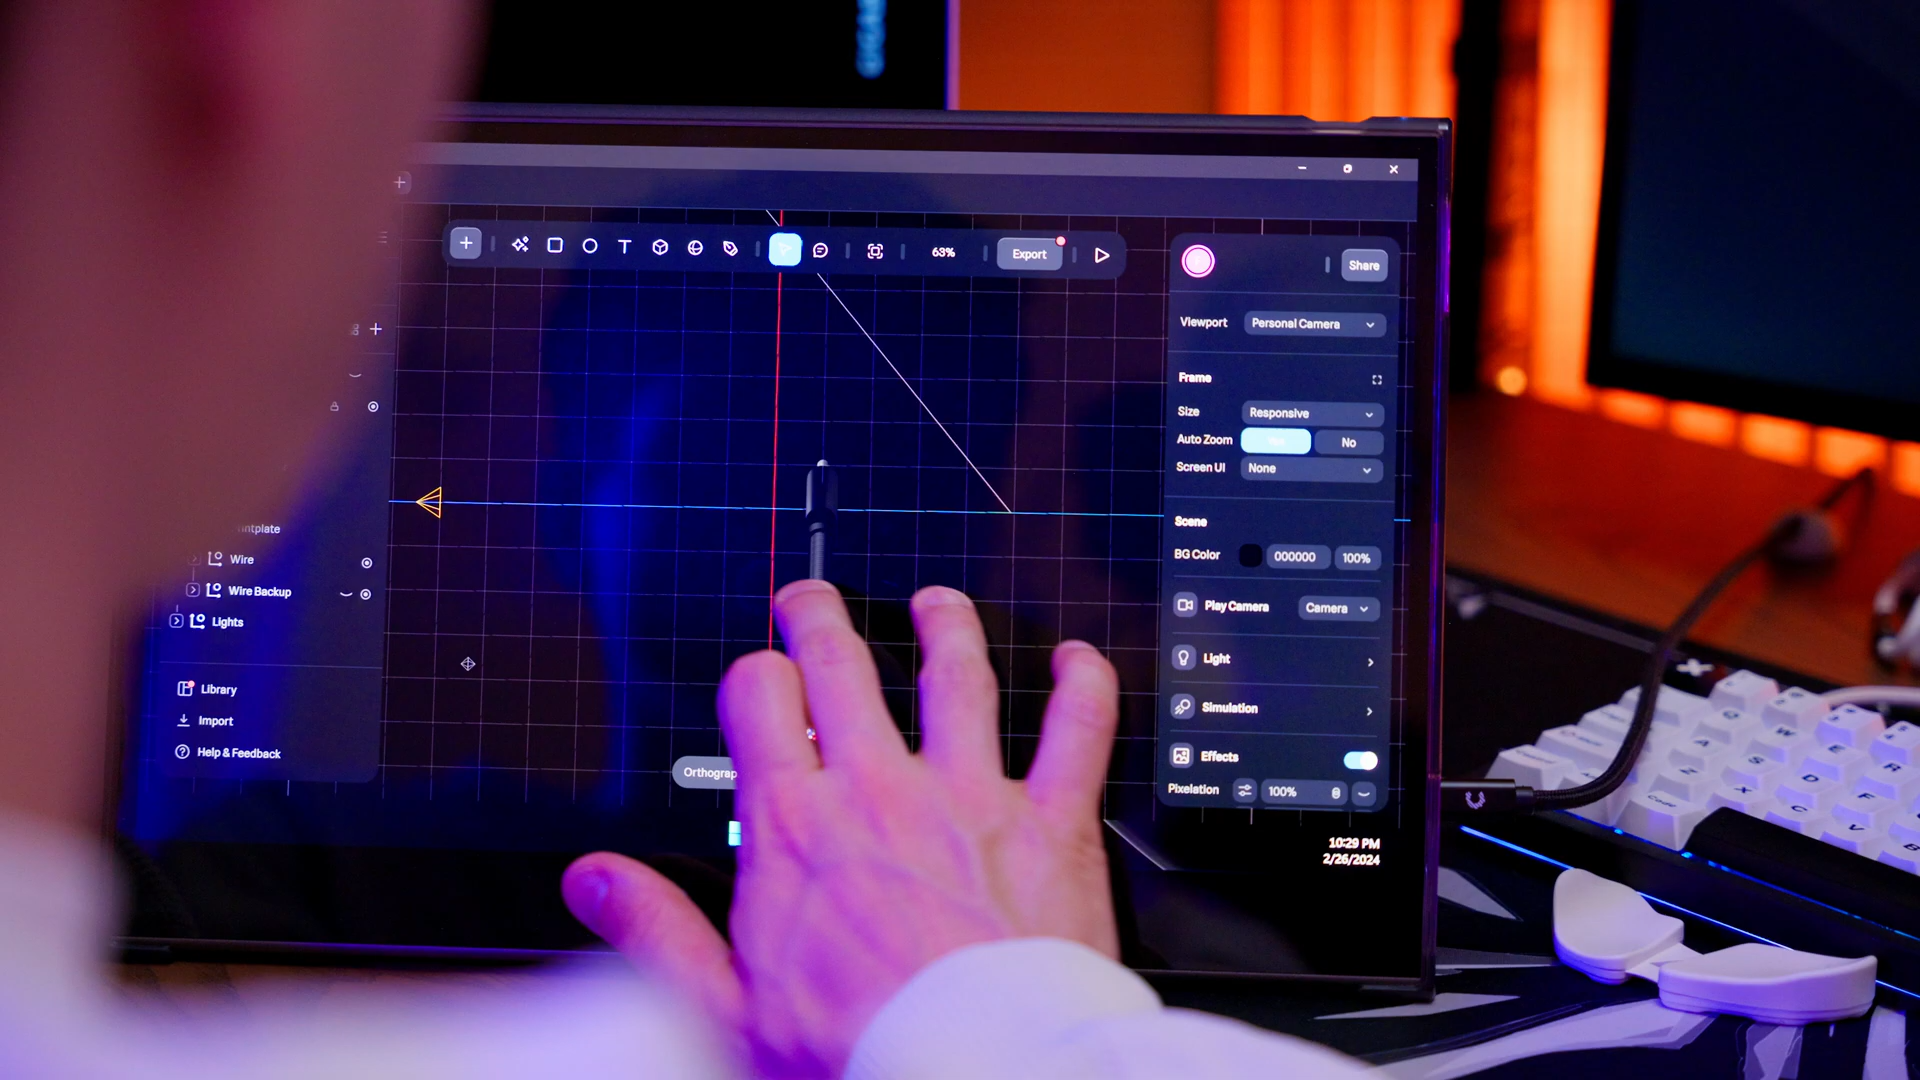 T
63%
Export
Share
Viewport
Personal Camera
Frame
Size
Responsive
Auto Zoom
No
Screen UI
None
Scene
BG Color
000000
100%
Play Camera
Camera
Light
Simulation
Effects
Pixelation
100%
Wire
Wire Backup
Lights
Library
Import
Help & Feedback
10:29 PM
2/26/2024
Q
W
E
R
A
S
D
F
Z
X
C
V
B